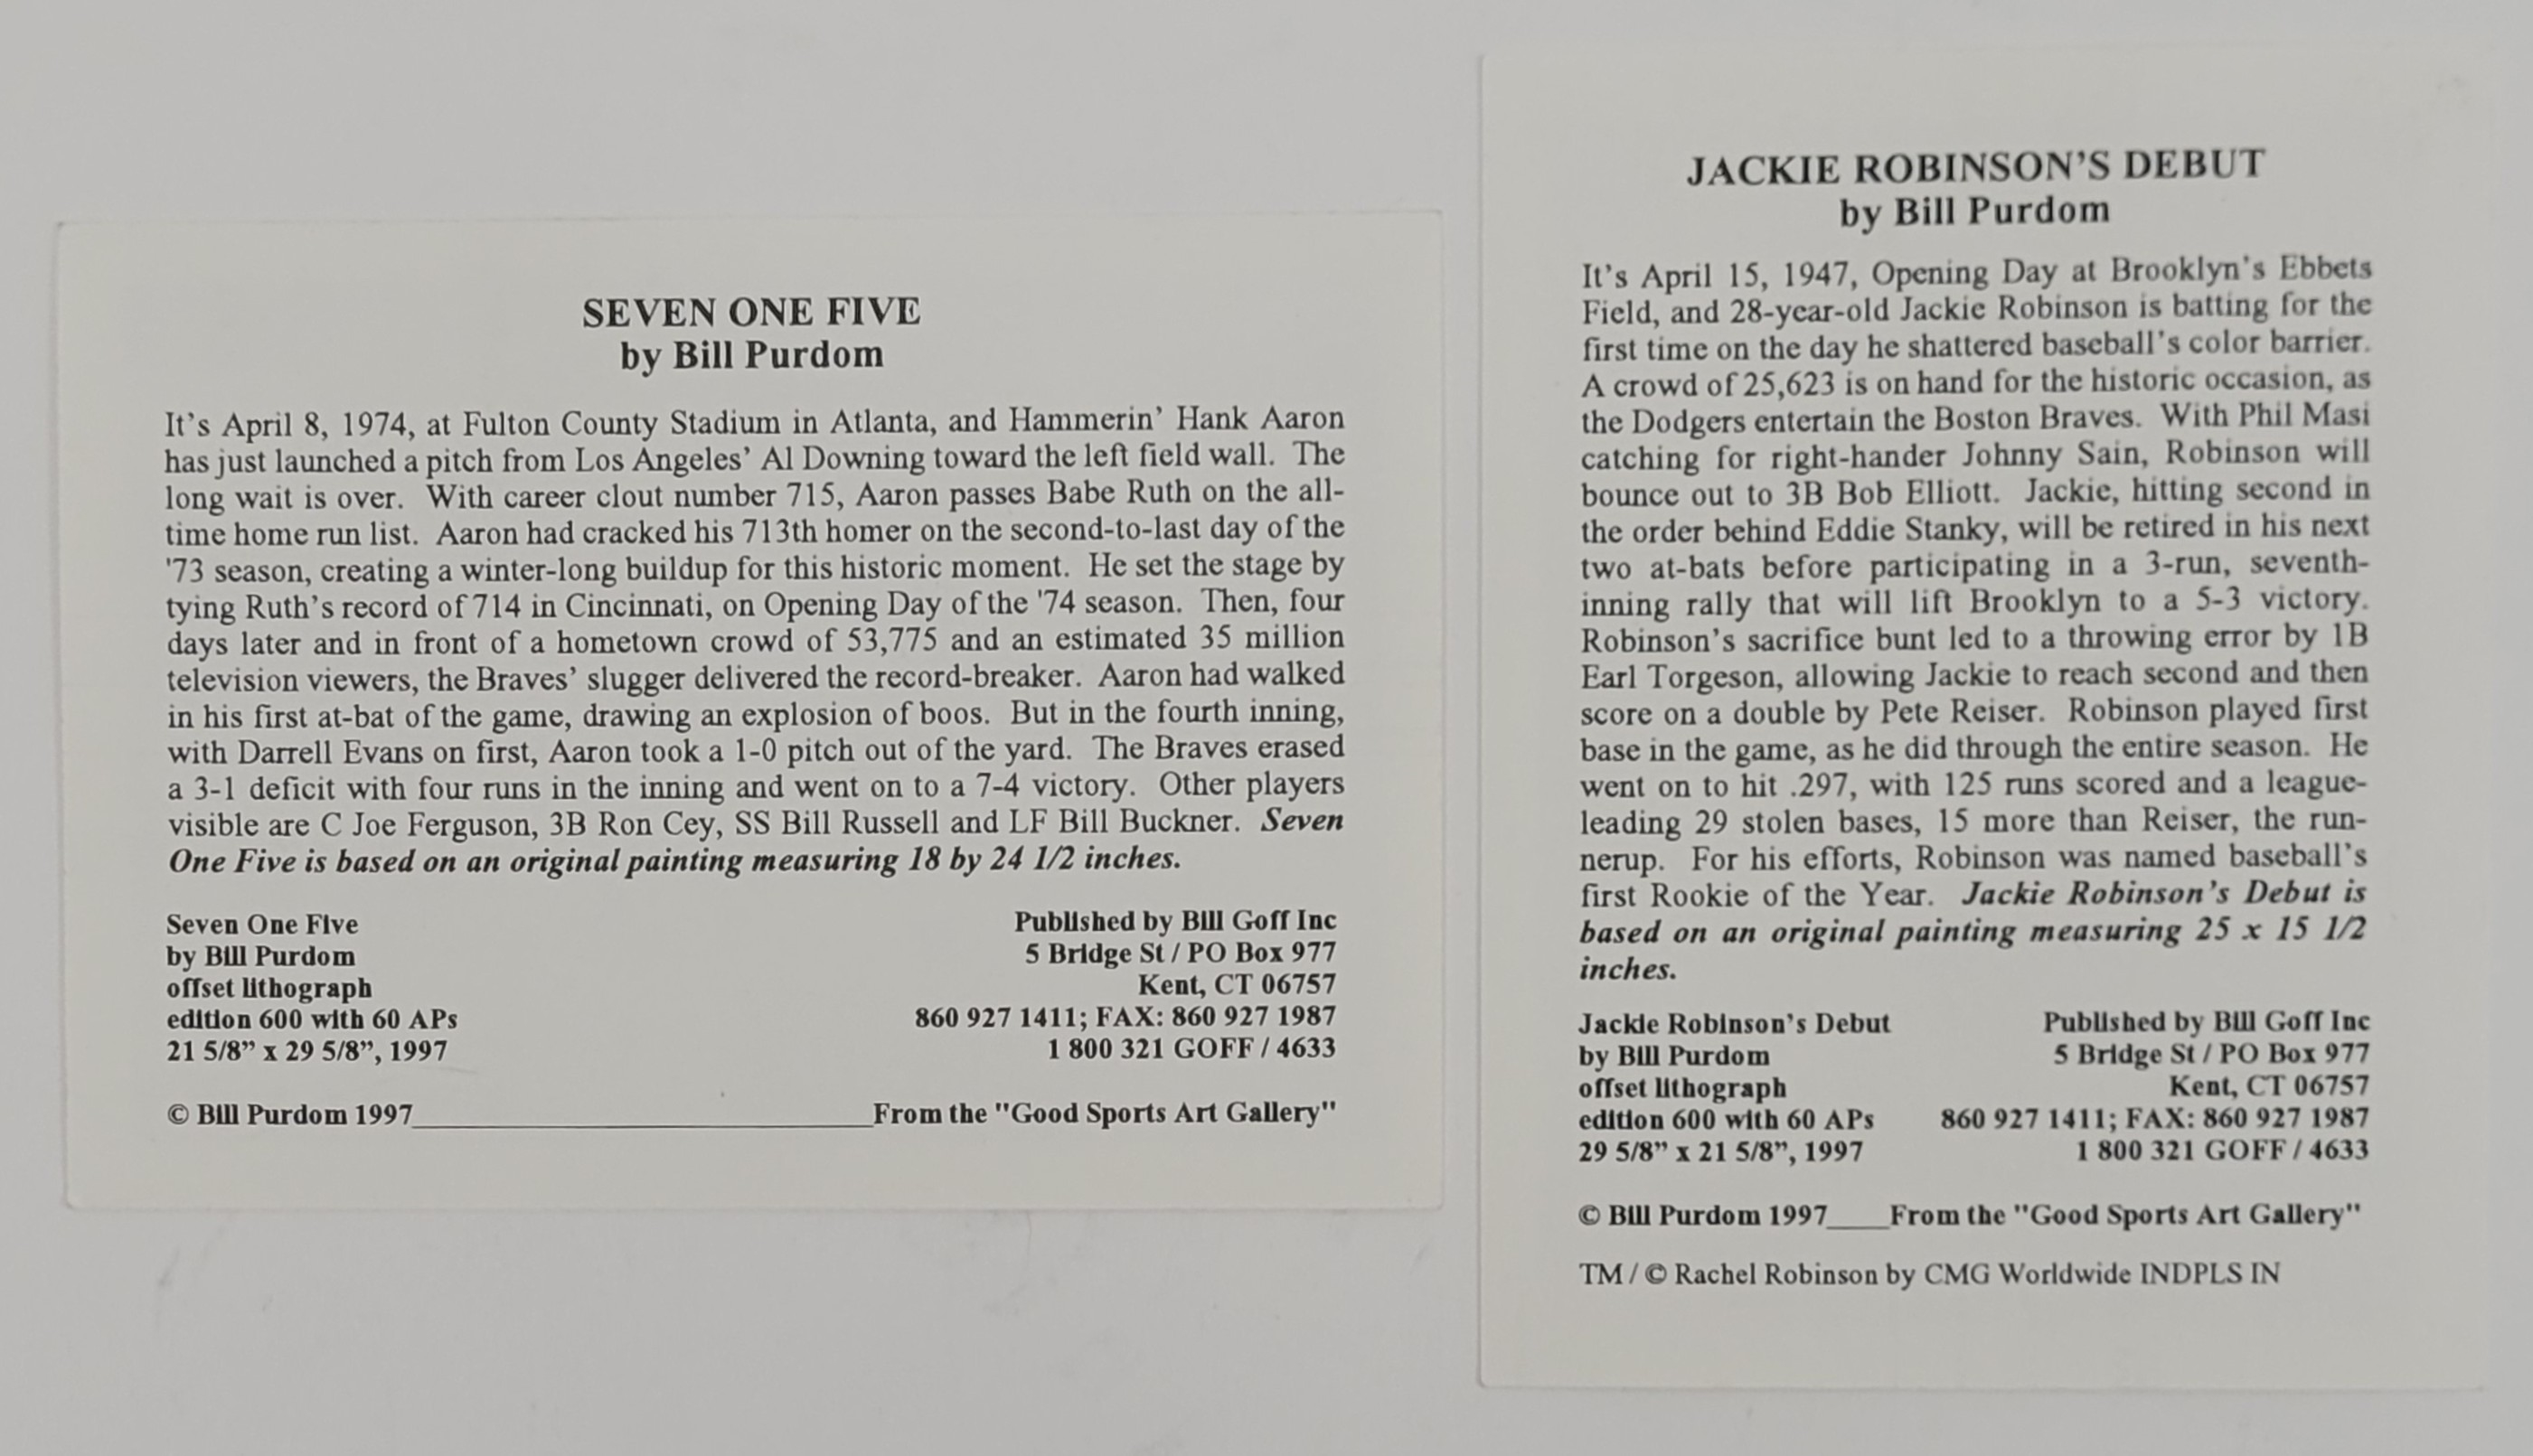 SEVEN ONE FIVE
by Bill Purdom
It's April 8, 1974, at Fulton County Stadium in Atlanta, and Hammerin' Hank Aaron
has just launched a pitch from Los Angeles' Al Downing toward the left field wall. The
long wait is over. With career clout number 715, Aaron passes Babe Ruth on the all-
time home run list. Aaron had cracked his 713th homer on the second-to-last day of the
'73 season, creating a winter-long buildup for this historic moment. He set the stage by
tying Ruth's record of 714 in Cincinnati, on Opening Day of the '74 season. Then, four
days later and in front of a hometown crowd of 53,775 and an estimated 35 million
television viewers, the Braves' slugger delivered the record-breaker. Aaron had walked
in his first at-bat of the game, drawing an explosion of boos. But in the fourth inning,
with Darrell Evans on first, Aaron took a 1-0 pitch out of the yard. The Braves erased
a 3-1 deficit with four runs in the inning and went on to a 7-4 victory. Other players
visible are C Joe Ferguson, 3B Ron Cey, SS Bill Russell and LF Bill Buckner. Seven
One Five is based on an original painting measuring 18 by 24 1/2 inches.
Seven One Five
by Bill Purdom
offset lithograph
edition 600 with 60 APs
21 5/8” x 29 5/8”, 1997
Published by Bill Goff Inc
5 Bridge St / PO Box 977
Kent, CT 06757
860 927 1411; FAX: 860 927 1987
1 800 321 GOFF / 4633
© Bill Purdom 1997____From the "Good Sports Art Gallery"
JACKIE ROBINSON'S DEBUT
by Bill Purdom
It's April 15, 1947, Opening Day at Brooklyn's Ebbets
Field, and 28-year-old Jackie Robinson is batting for the
first time on the day he shattered baseball's color barrier.
A crowd of 25,623 is on hand for the historic occasion, as
the Dodgers entertain the Boston Braves. With Phil Masi
catching for right-hander Johnny Sain, Robinson will
bounce out to 3B Bob Elliott. Jackie, hitting second in
the order behind Eddie Stanky, will be retired in his next
two at-bats before participating in a 3-run, seventh-
inning rally that will lift Brooklyn to a 5-3 victory.
Robinson's sacrifice bunt led to a throwing error by 1B
Earl Torgeson, allowing Jackie to reach second and then
score on a double by Pete Reiser. Robinson played first
base in the game, as he did through the entire season. He
went on to hit .297, with 125 runs scored and a league-
leading 29 stolen bases, 15 more than Reiser, the run-
nerup. For his efforts, Robinson was named baseball's
first Rookie of the Year. Jackie Robinson's Debut is
based on an original painting measuring 25 x 15 1/2
inches.
Jackie Robinson's Debut
by Bill Purdom
offset lithograph
edition 600 with 60 APs
29 5/8” x 21 5/8”, 1997
Published by Bill Goff Inc
5 Bridge St / PO Box 977
Kent, CT 06757
860 927 1411; FAX: 860 927 1987
1 800 321 GOFF / 4633
© Bill Purdom 1997____From the "Good Sports Art Gallery"
TM / © Rachel Robinson by CMG Worldwide INDPLS IN